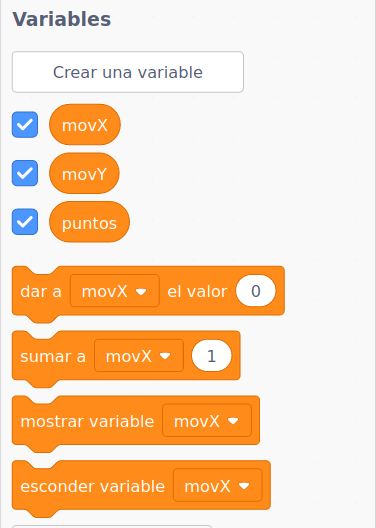 Variables
Crear una variable
movX
movY
puntos
dar a movX el valor 0
sumar a movX 1
mostrar variable movX
esconder variable movX